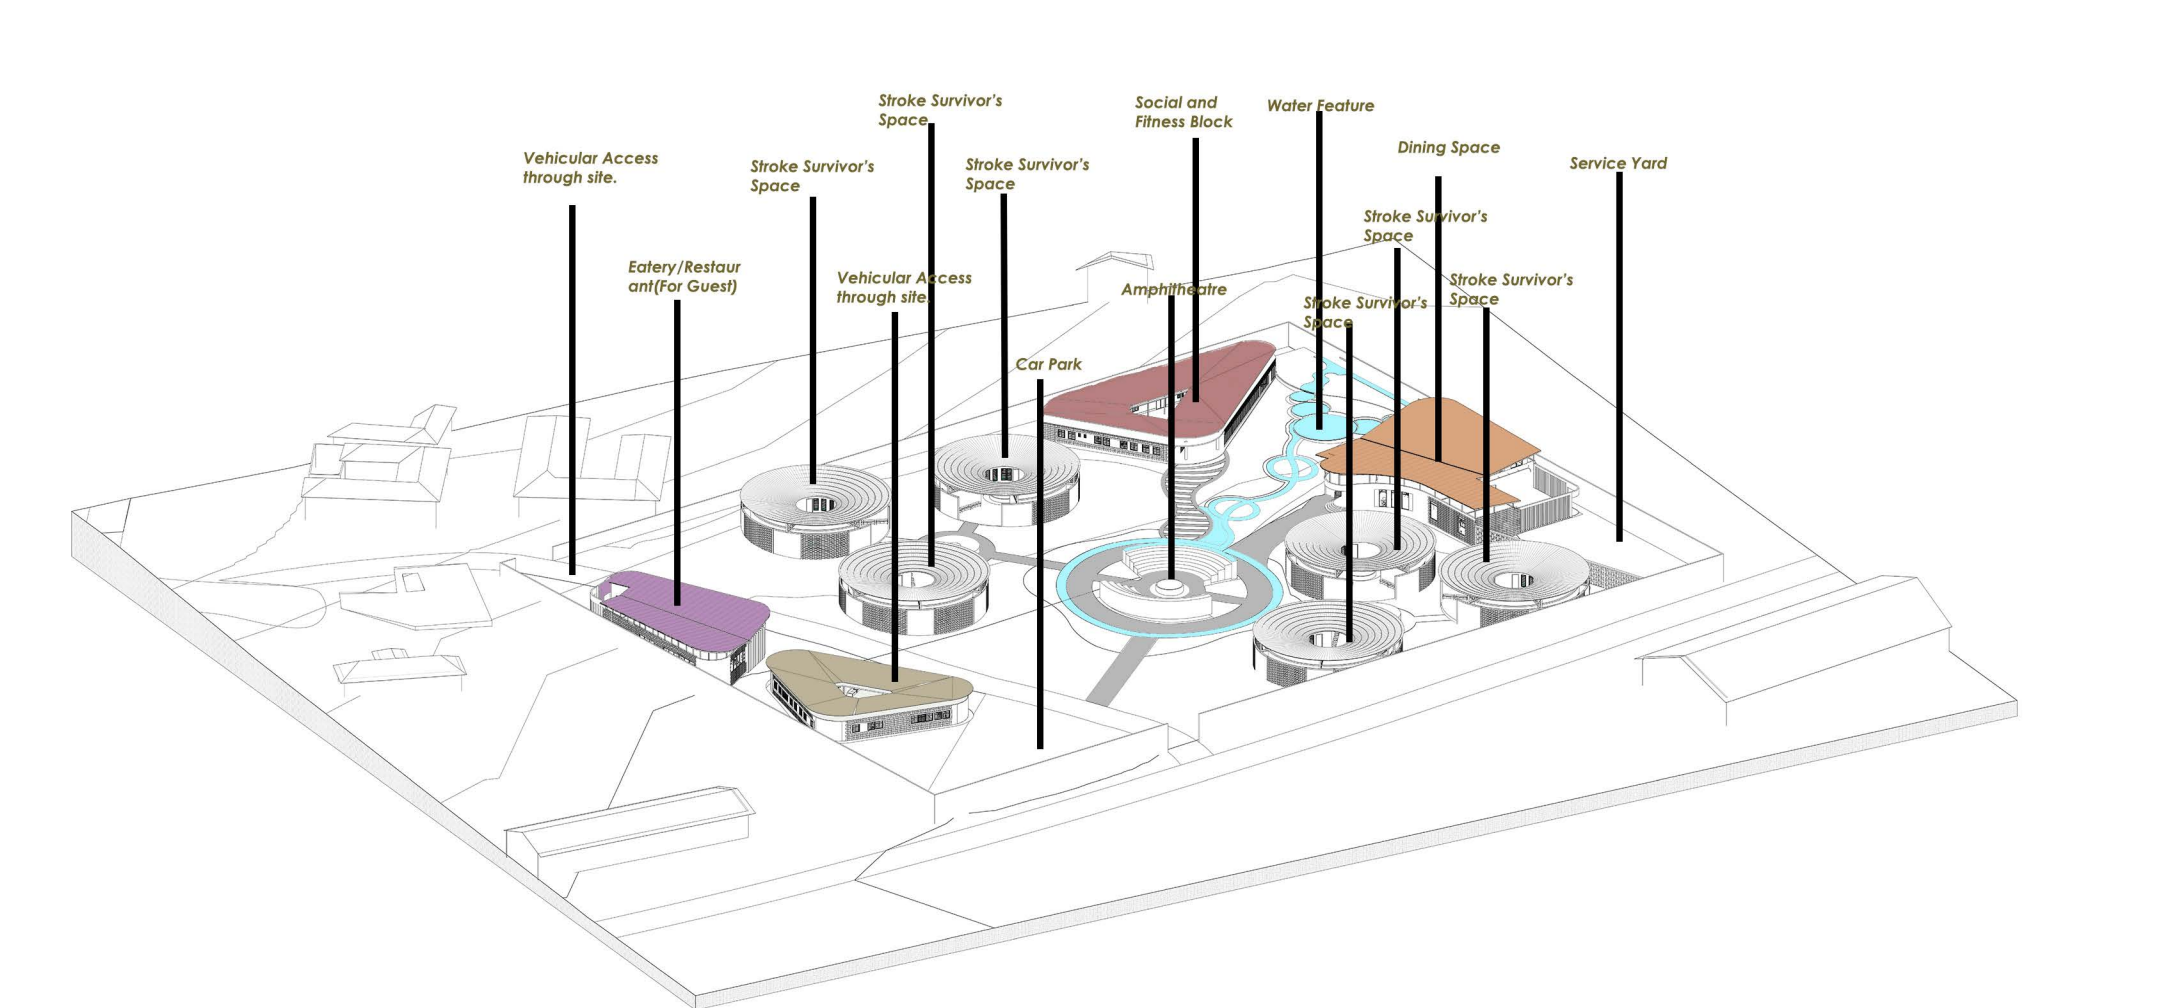 Stroke Survivor's
Space
Social and
Fitness Block
Water Feature
Dining Space
Vehicular Access
through site.
Stroke Survivor's
Space
Stroke Survivor's
Space
Service Yard
Stroke Survivor's
Space
Eatery/Restaur
ant(For Guest)
Vehicular Access
through site.
Amphitheatre
Stroke Survivor's
Space
Stroke Survivor's
Space
Car Park